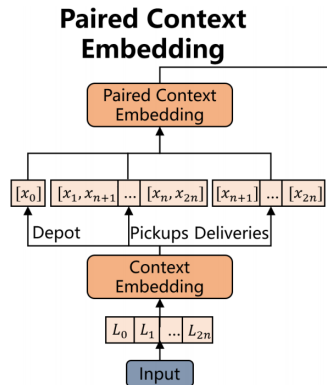 Paired Context
Embedding
Paired Context
Embedding
[x₀] [x₁, xₙ₊₁] ... [xₙ, x₂ₙ] [xₙ₊₁] ... [x₂ₙ]
Depot Pickups Deliveries
Context
Embedding
L₀ L₁ ... L₂ₙ
Input